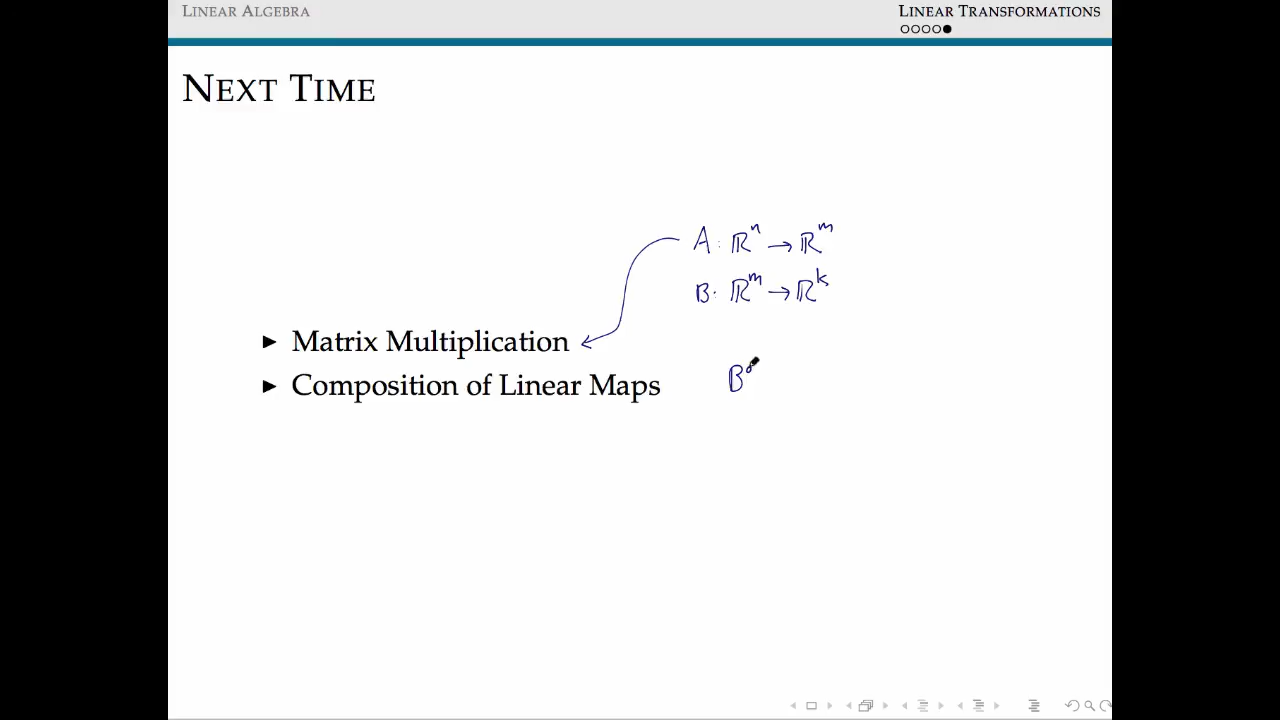 LINEAR ALGEBRA
LINEAR TRANSFORMATIONS
NEXT TIME
A: ℝⁿ → ℝᵐ
B: ℝᵐ → ℝᵏ
▶ Matrix Multiplication
▶ Composition of Linear Maps
B∘